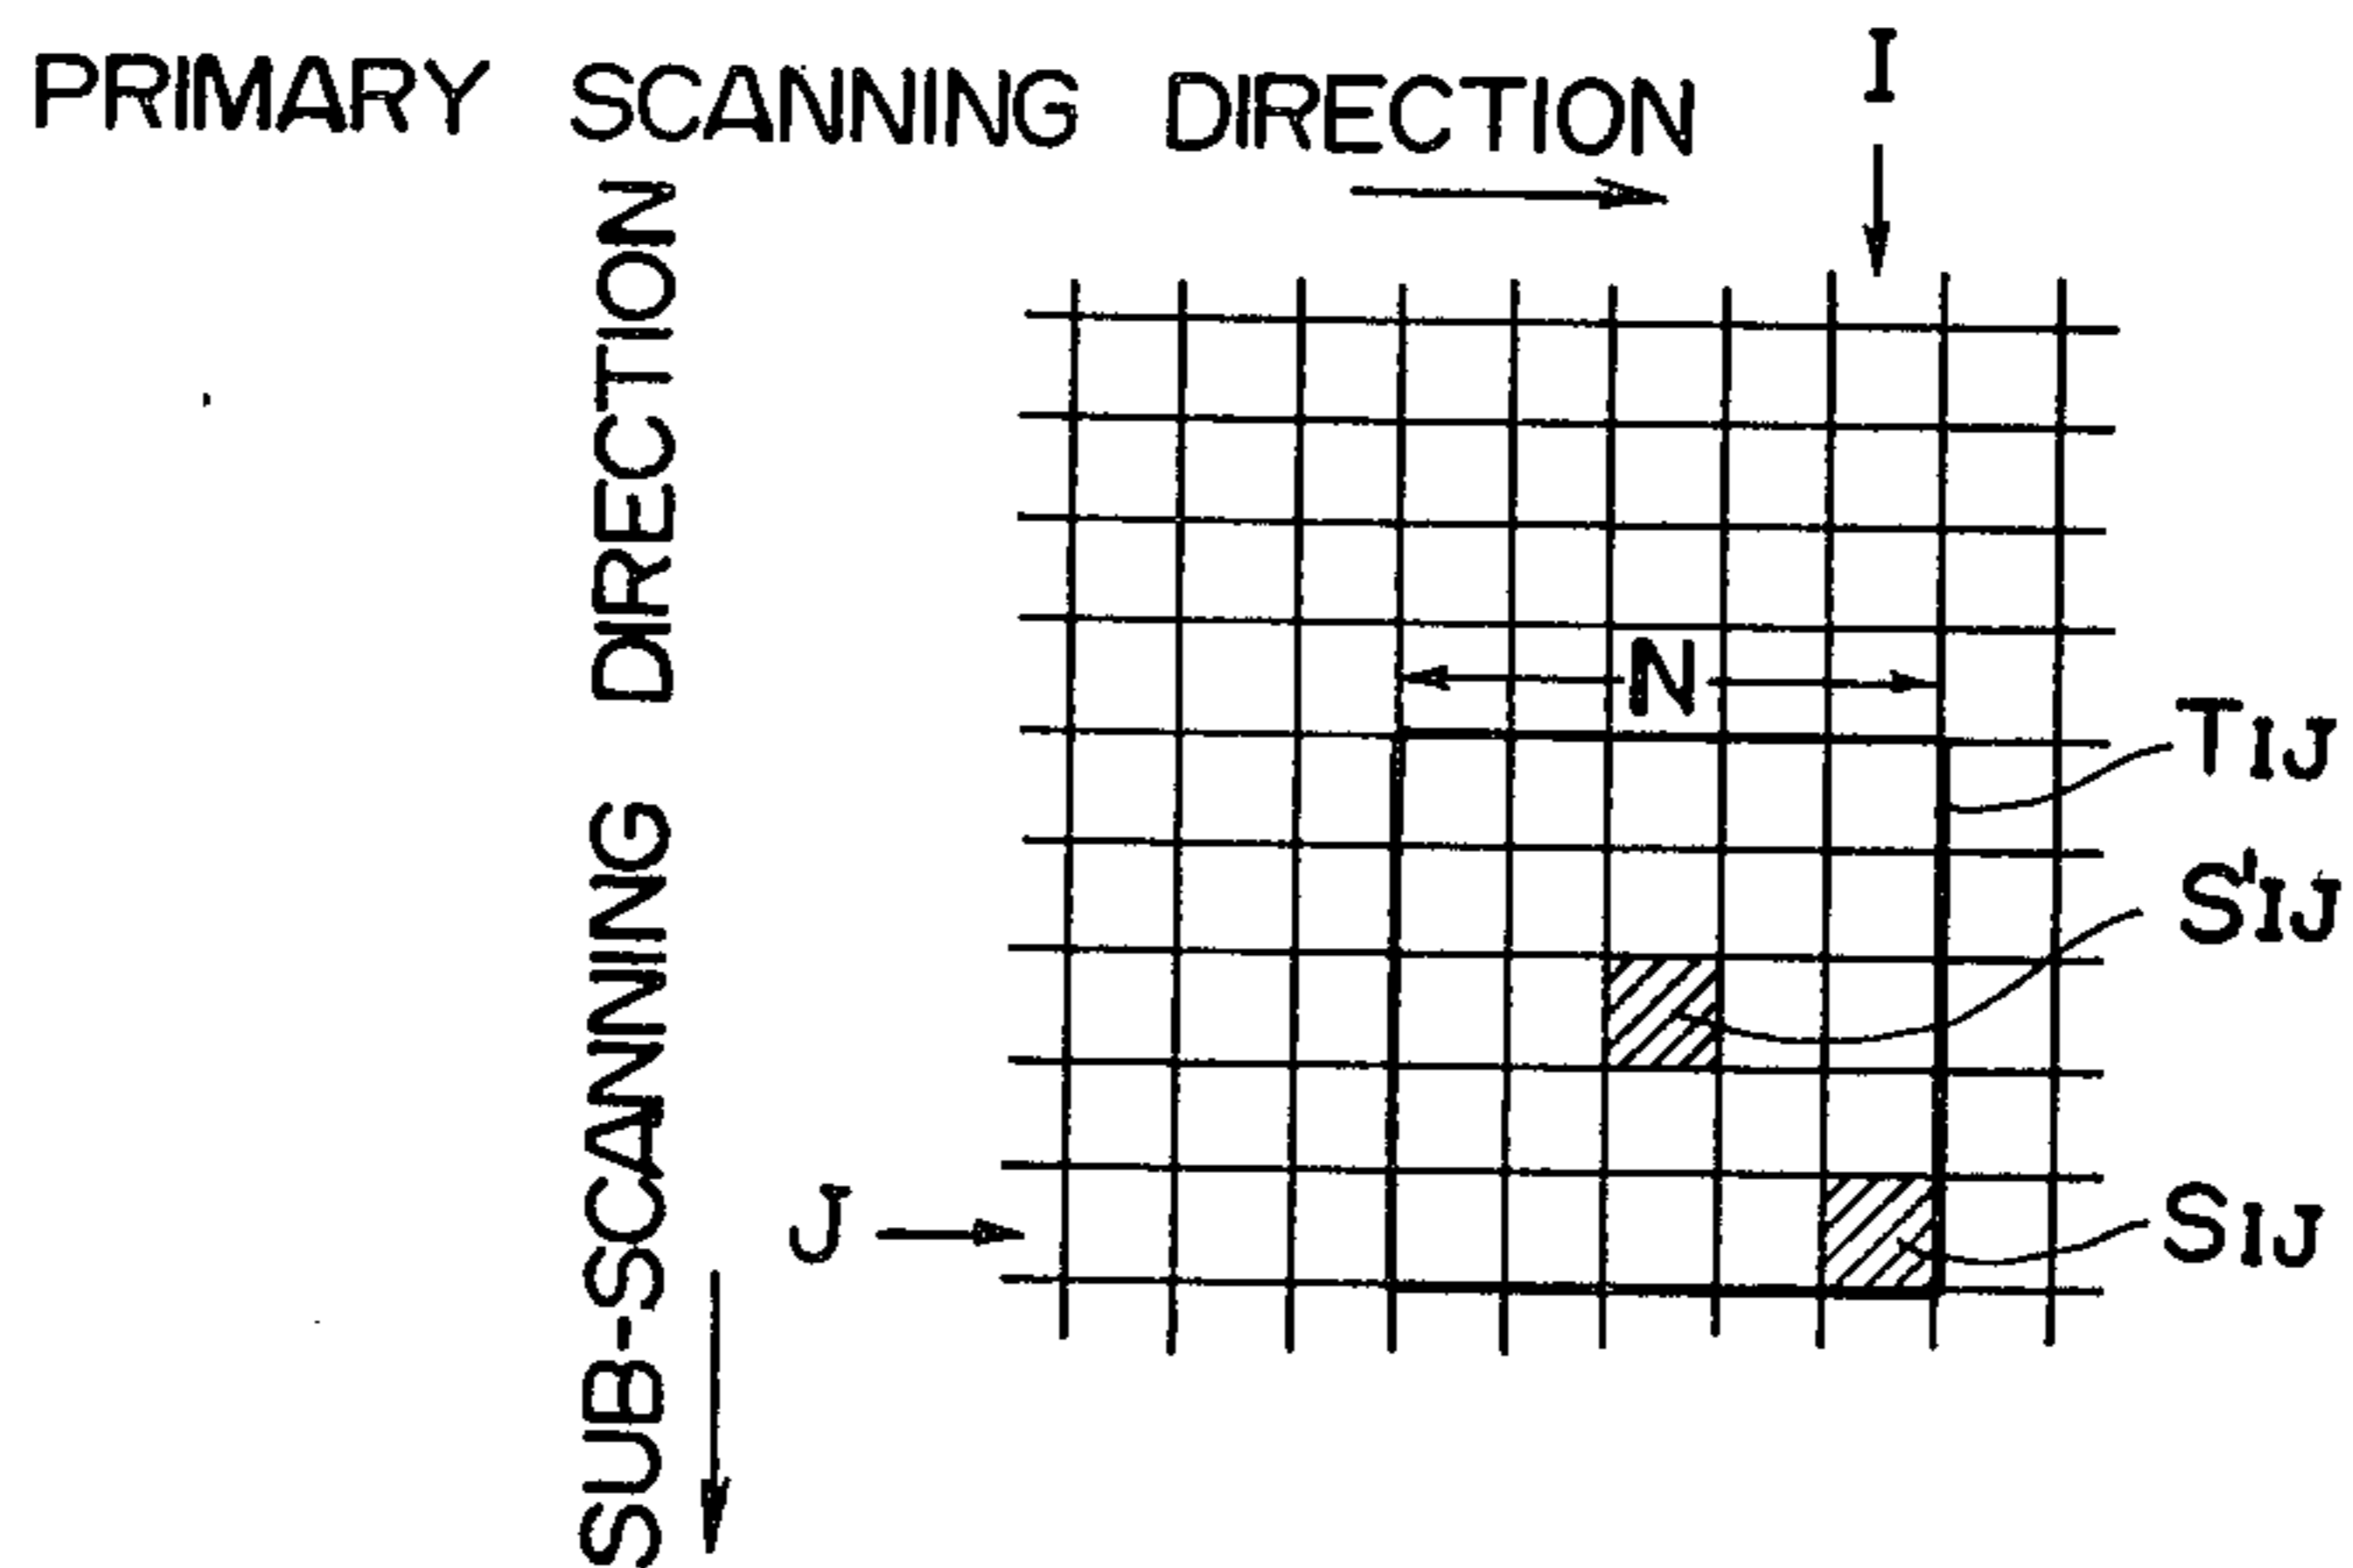 PRIMARY SCANNING DIRECTION
I
SUB-SCANNING DIRECTION
N
TIJ
S'IJ
J
SIJ